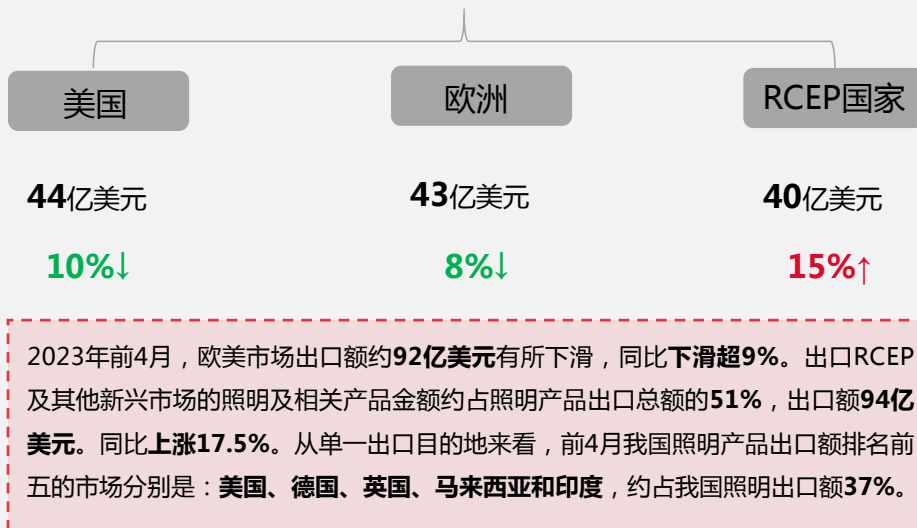 美国 欧洲 RCEP国家
44亿美元 43亿美元 40亿美元
10%↓ 8%↓ 15%↑
2023年前4月，欧美市场出口额约92亿美元有所下滑，同比下滑超9%。出口RCEP
及其他新兴市场的照明及相关产品金额约占照明产品出口总额的51%，出口额94亿
美元。同比上涨17.5%。从单一出口目的地来看，前4月我国照明产品出口额排名前
五的市场分别是：美国、德国、英国、马来西亚和印度，约占我国照明出口额37%。